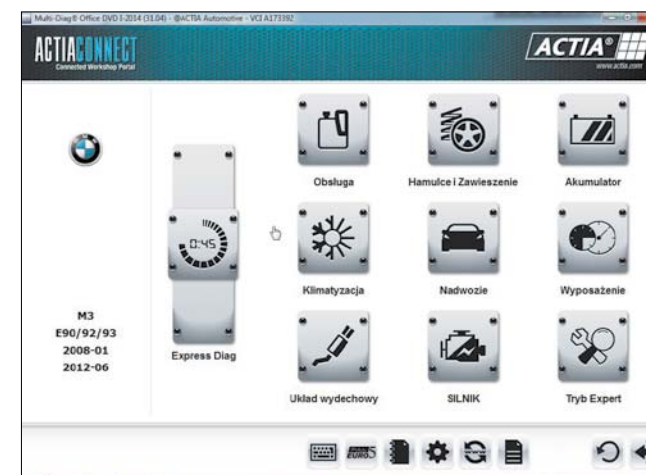 Multi-Diag® Office DVD I-2014 (31.04) - @ACTIA Automotive - VCI A173392
ACTIACONNECT
Connected Workshop Portal
ACTIA®
www.actia.com
Obsługa
Hamulce i Zawieszenie
Akumulator
0:45
Klimatyzacja
Nadwozie
Wyposażenie
M3
E90/92/93
2008-01
2012-06
Express Diag
Układ wydechowy
SILNIK
Tryb Expert
EURO5